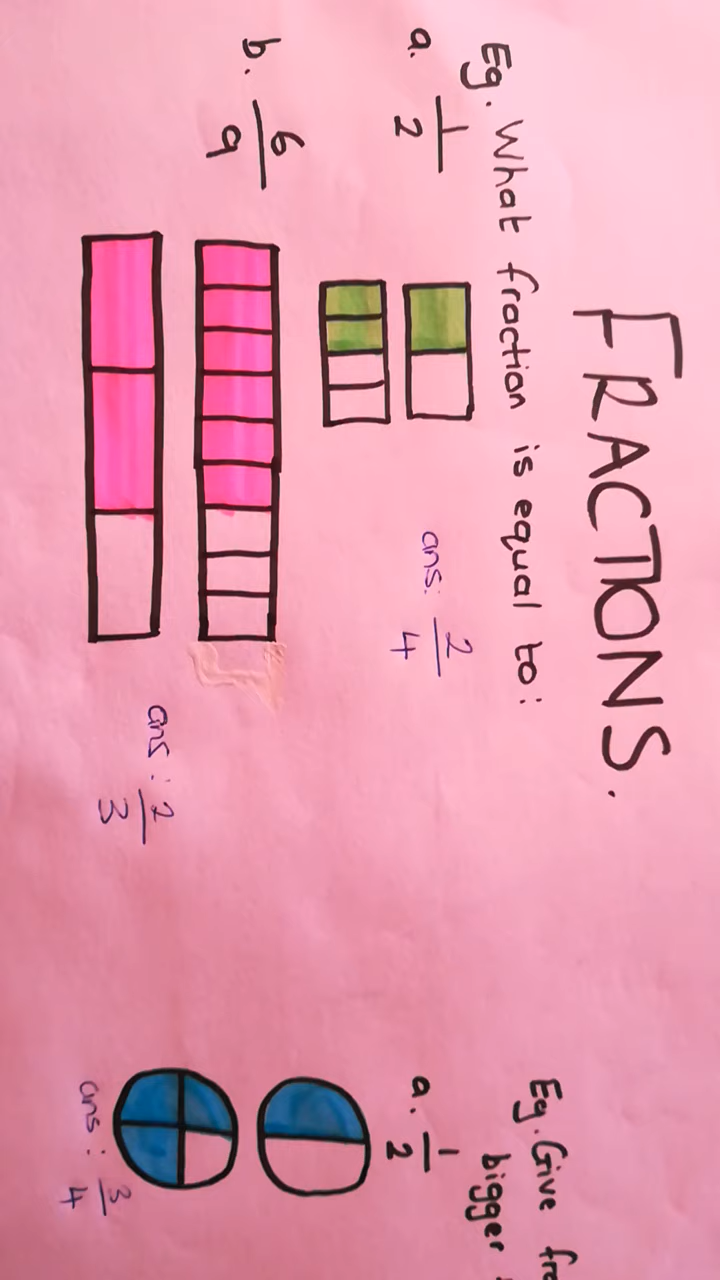 FRACTIONS.
Eg. What fraction is equal to:
a. 1/2
ans: 2/4
b. 6/9
ans: 2/3
Eg. Give
bigger
a. 1/2
ans: 3/4